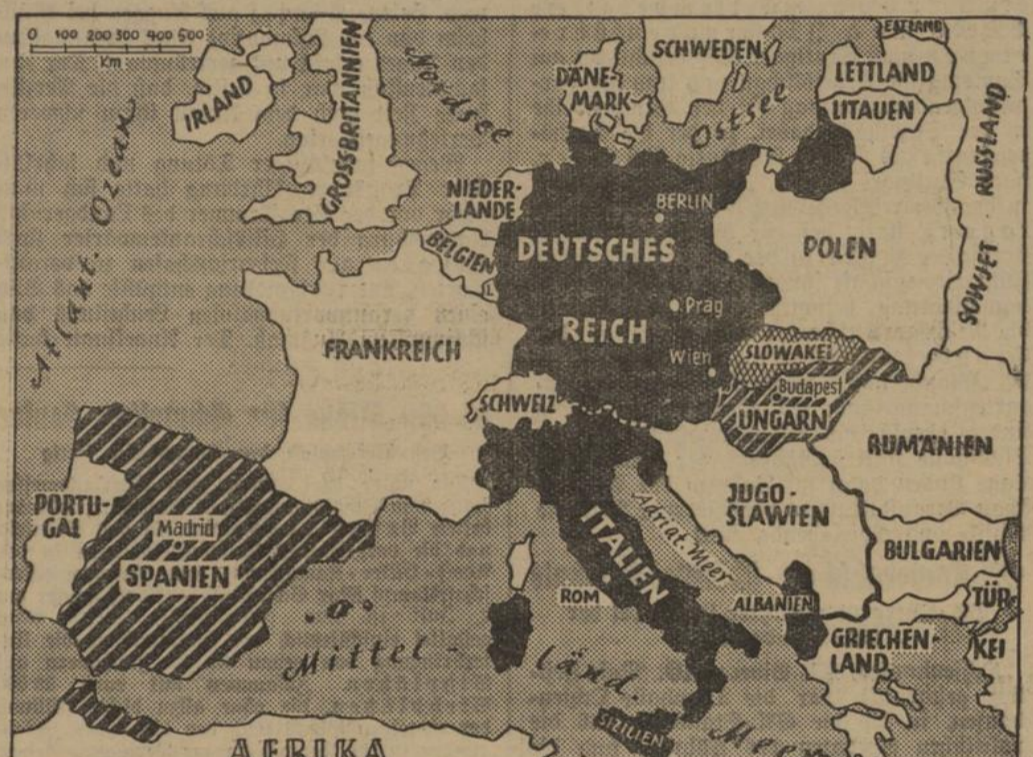 0 100 200 300 400 500
Km
Atlant. Ozean
IRLAND
GROSSBRITANNIEN
Nordsee
DÄNE-
MARK
SCHWEDEN
Ostsee
ESTLAND
LETTLAND
LITAUEN
SOWJET RUSSLAND
NIEDER-
LANDE
BELGIEN
L.
BERLIN
DEUTSCHES
REICH
Prag
Wien
POLEN
SLOWAKEI
Budapest
UNGARN
FRANKREICH
SCHWEIZ
RUMÄNIEN
PORTU-
GAL
Madrid
SPANIEN
ITALIEN
ROM
Adriat. Meer
JUGO-
SLAWIEN
BULGARIEN
ALBANIEN
GRIECHEN-
LAND
TÜR-
KEI
Mittel-
länd.
Meer
SIZILIEN
AFRIKA